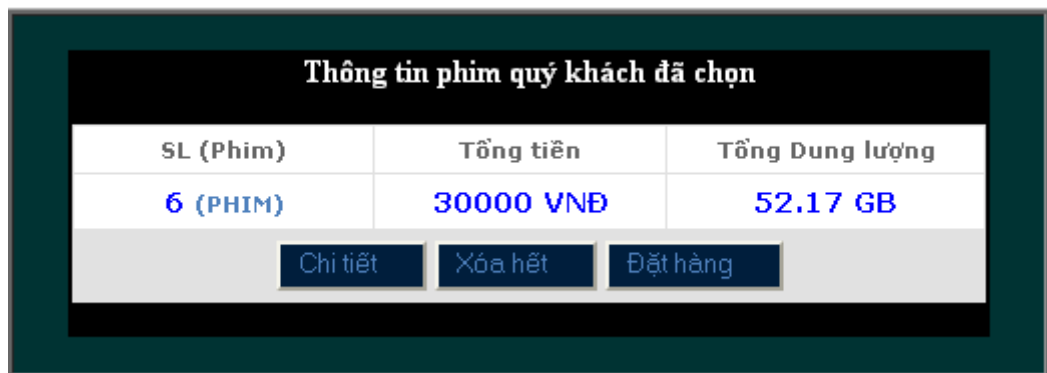 Thông tin phim quý khách đã chọn
SL (Phim) Tổng tiền Tổng Dung lượng
6 (PHIM) 30000 VNĐ 52.17 GB
Chi tiết Xóa hết Đặt hàng